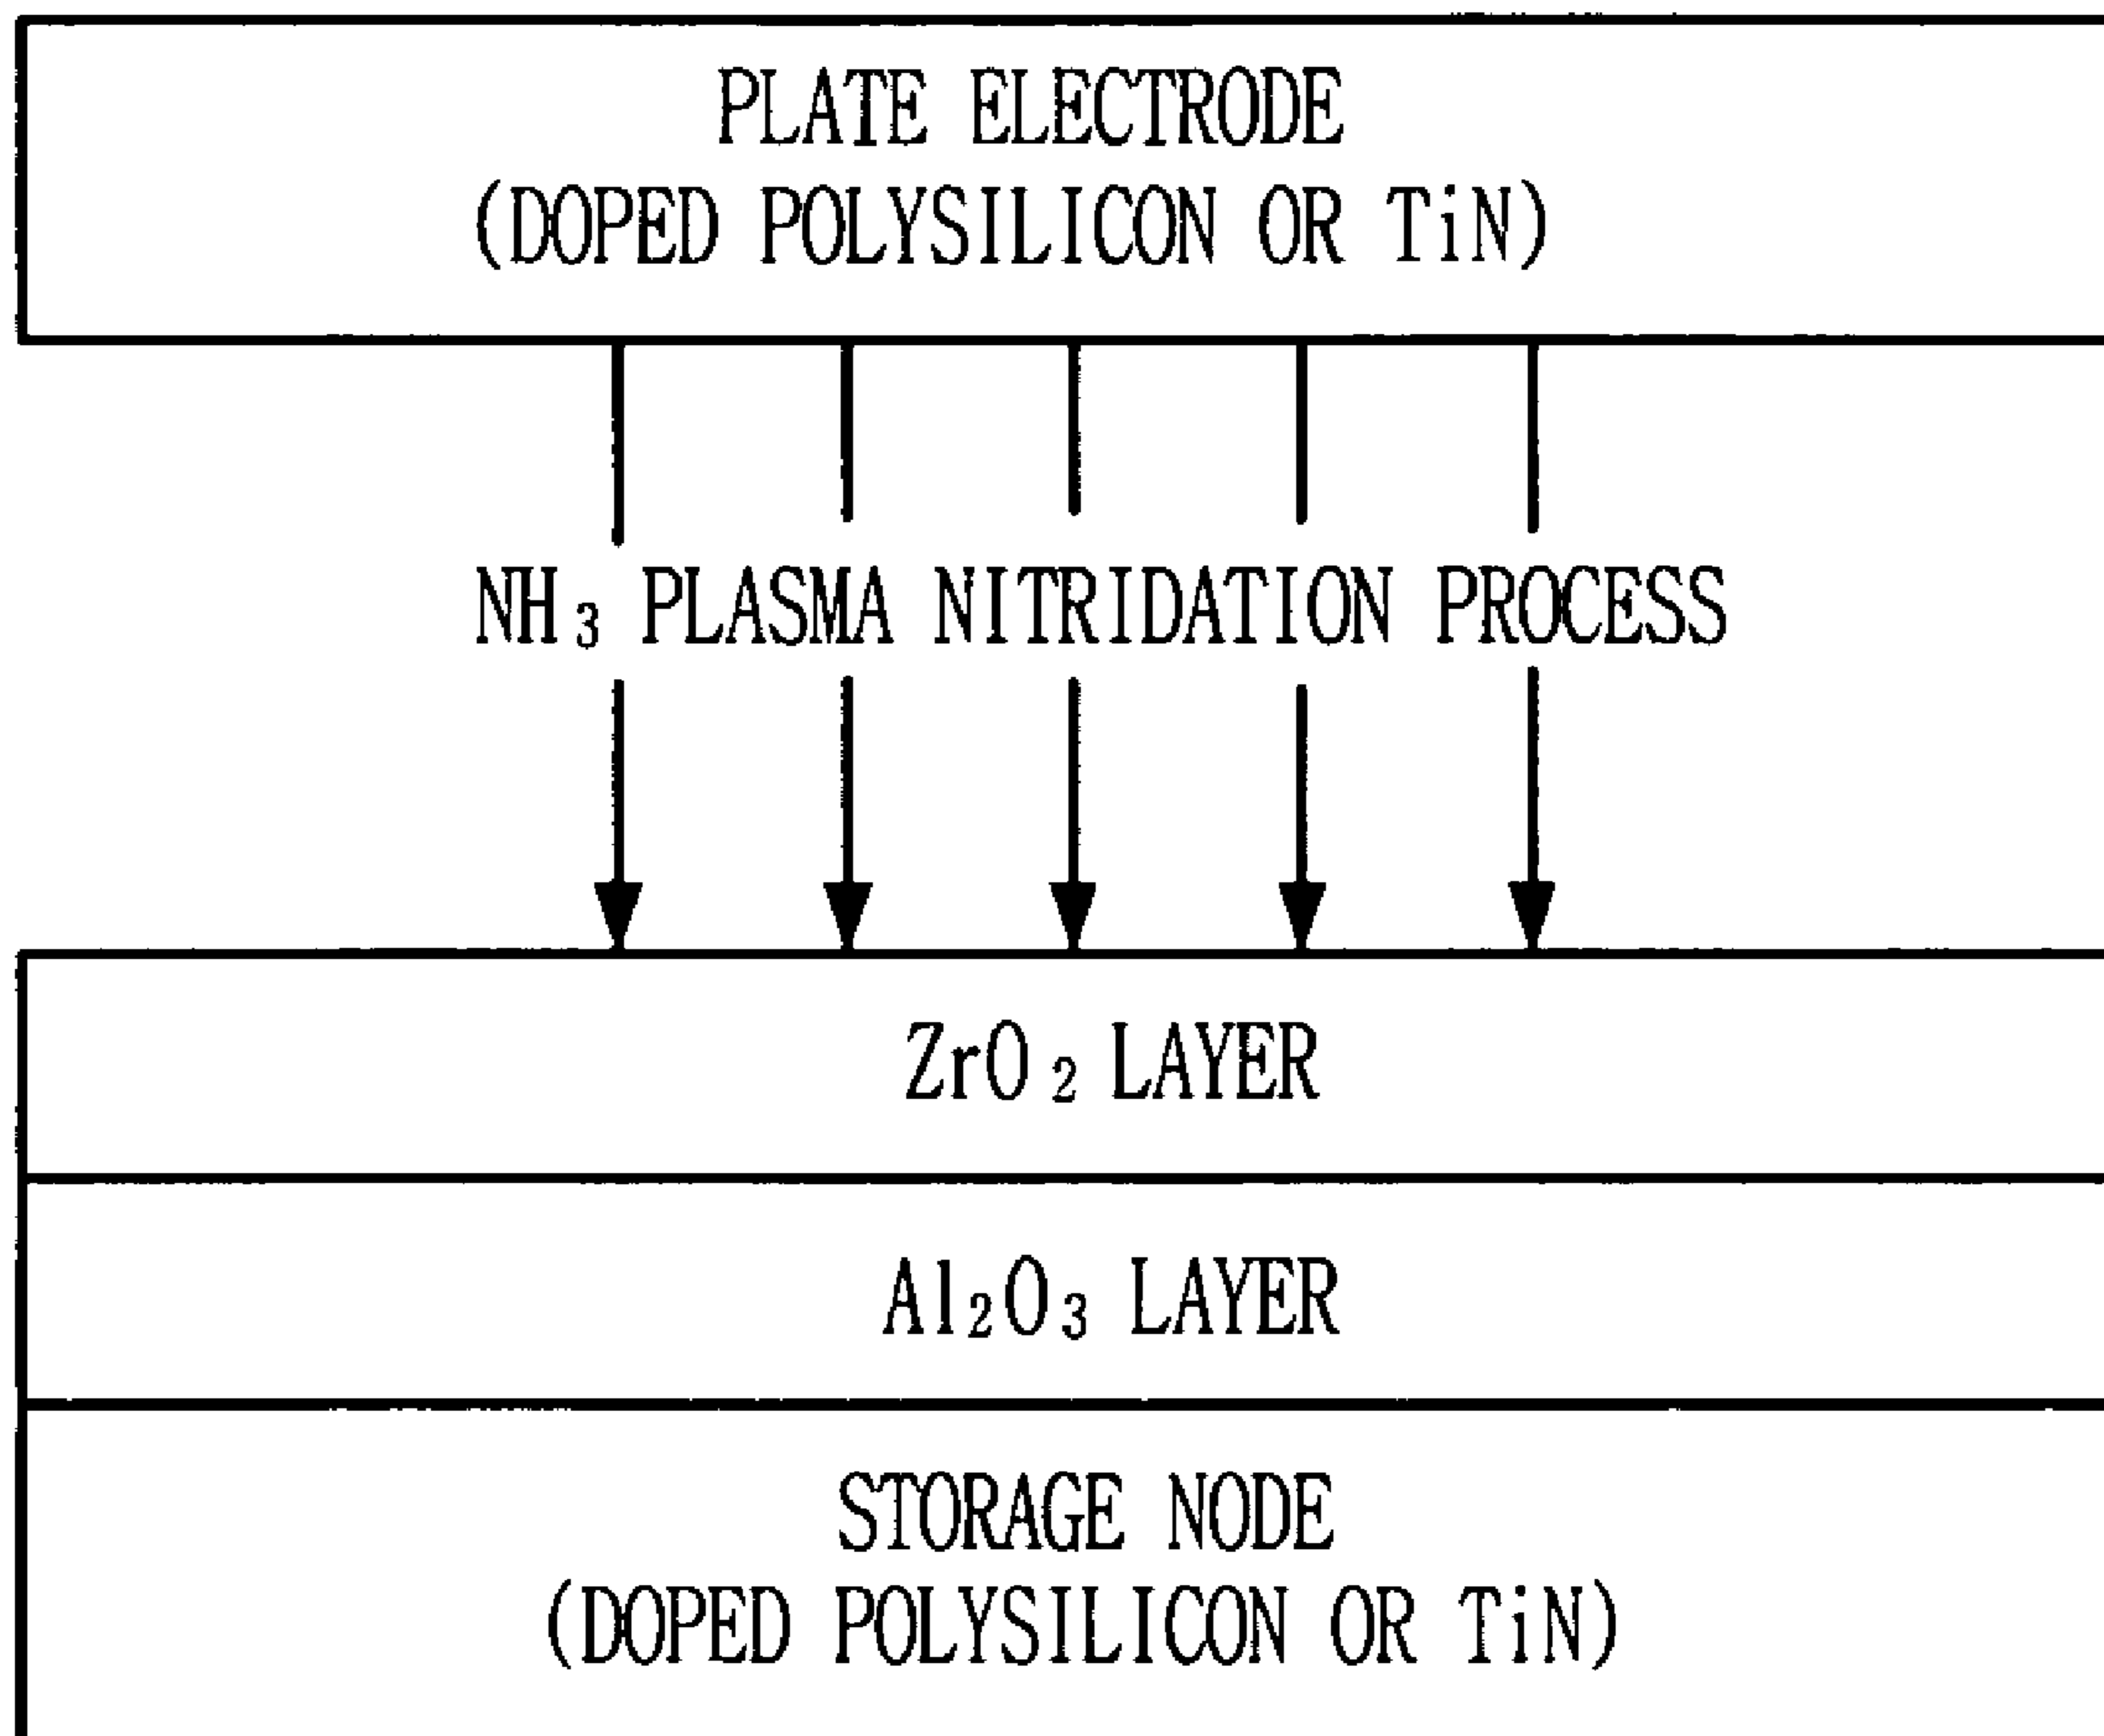 PLATE ELECTRODE
(DOPED POLYSILICON OR TiN)
NH₃ PLASMA NITRIDATION PROCESS
ZrO₂ LAYER
Al₂O₃ LAYER
STORAGE NODE
(DOPED POLYSILICON OR TiN)